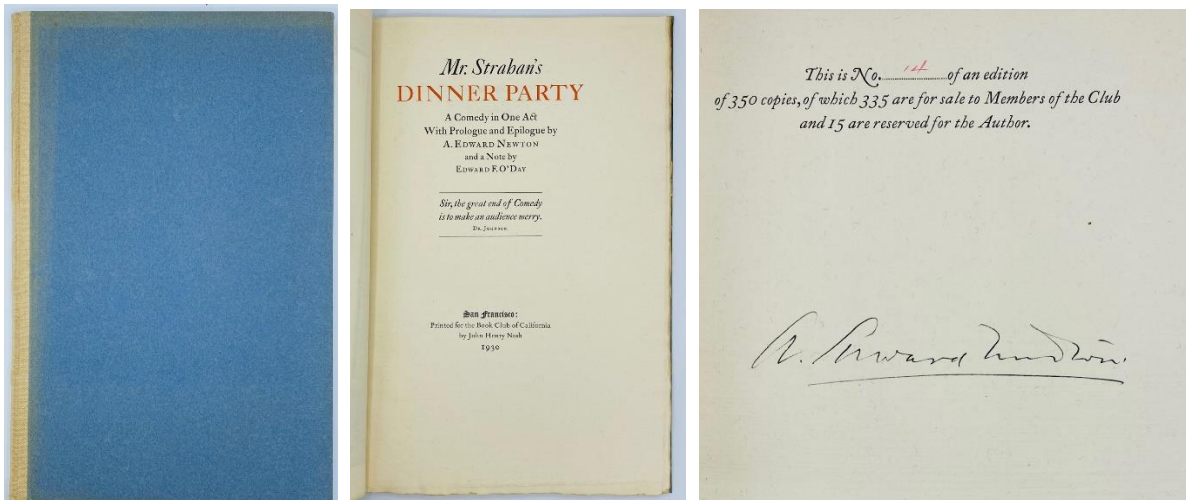 Mr. Strahan's
DINNER PARTY
A Comedy in One Act
With Prologue and Epilogue by
A. EDWARD NEWTON
and a Note by
EDWARD F. O'DAY
Sir, the great end of Comedy
is to make an audience merry.
DR. JOHNSON
San Francisco:
Printed for the Book Club of California
by John Henry Nash
1930
This is No. 14 of an edition
of 350 copies, of which 335 are for sale to Members of the Club
and 15 are reserved for the Author.
A. Edward Newton.